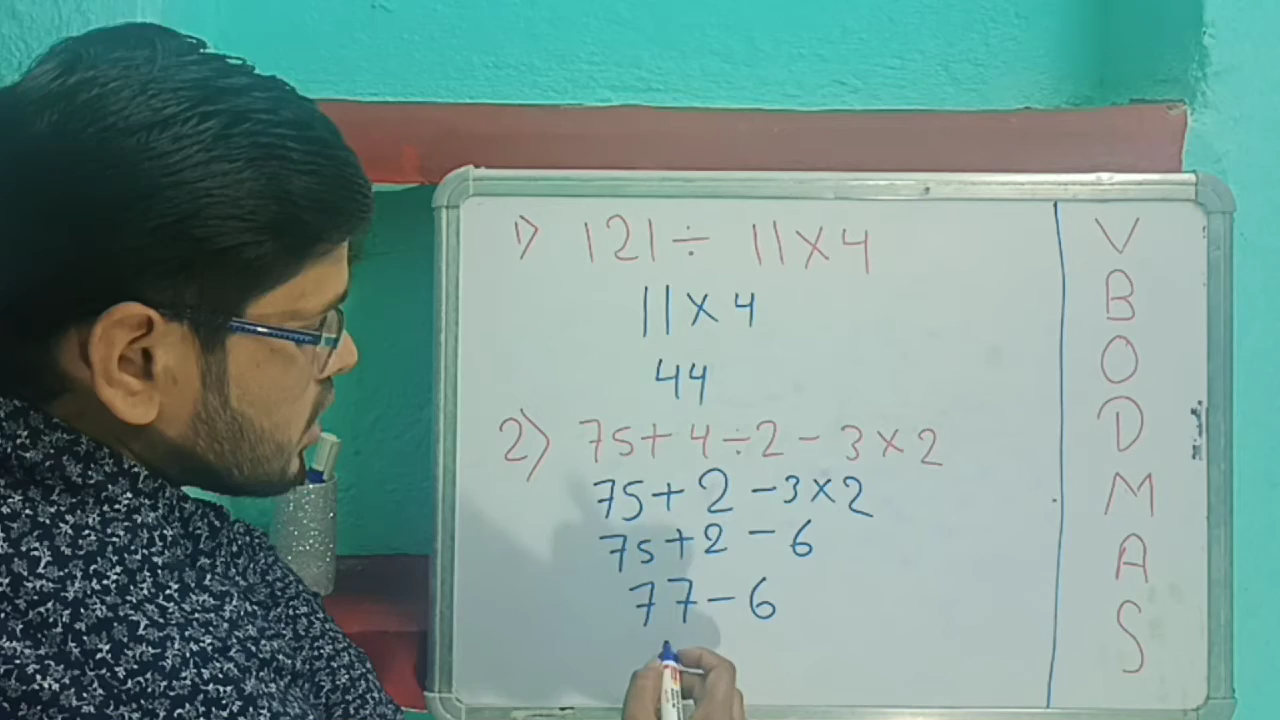 1) 121 ÷ 11 × 4
11 × 4
44
2) 75 + 4 ÷ 2 - 3 × 2
75 + 2 - 3 × 2
75 + 2 - 6
77 - 6
V
B
O
D
M
A
S